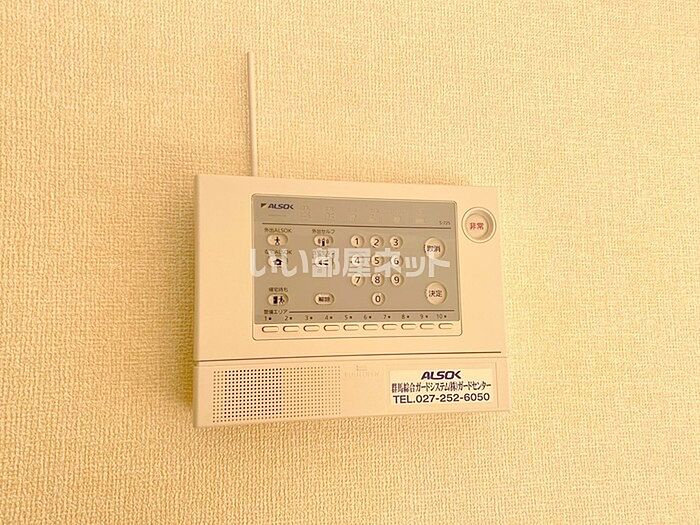 ALSOK
S-725
外出ALSOK
外出セルフ
非常
1 2 3
取消
いい部屋ネット
4 5 6
7 8 9
帰宅待ち
解除
0
決定
警備エリア
1 2 3 4 5 6 7 8 9 10
ALSOK
群馬綜合ガードシステム(株)ガードセンター
TEL.027-252-6050